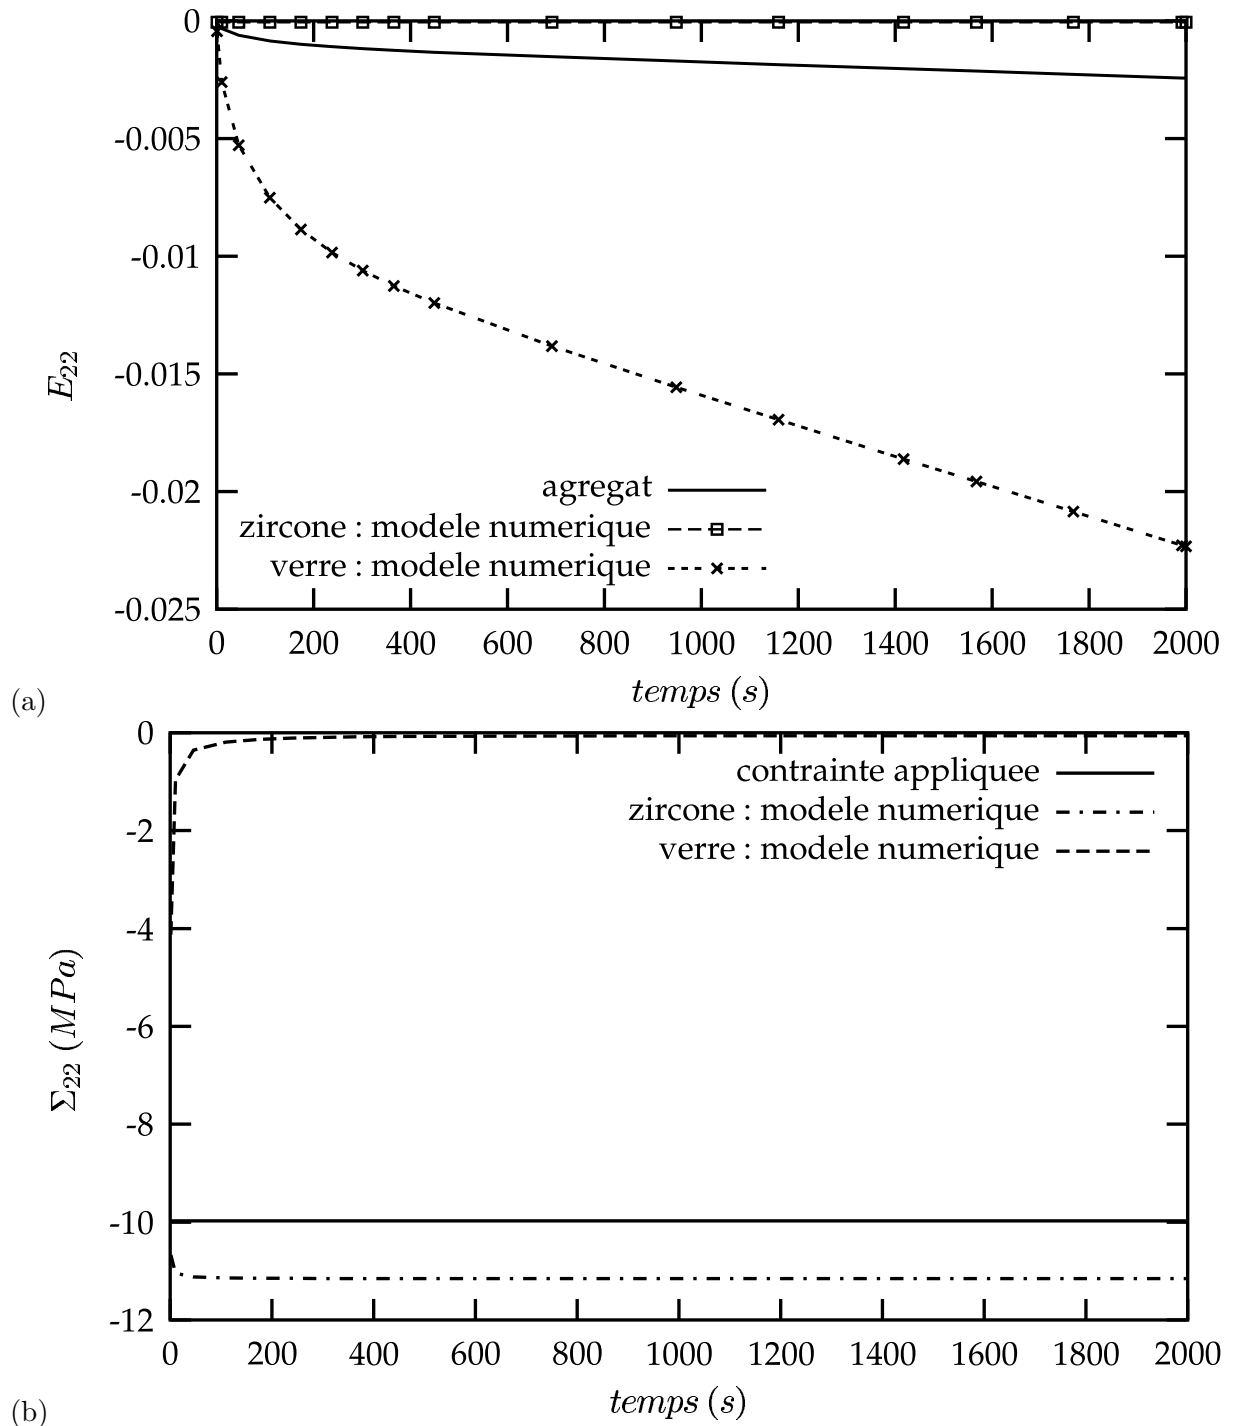 0
-0.005
-0.01
-0.015
-0.02
-0.025
E22
agregat
zircone : modele numerique
verre : modele numerique
0 200 400 600 800 1000 1200 1400 1600 1800 2000
temps (s)
(a)
0
-2
-4
-6
-8
-10
-12
Σ22 (MPa)
contrainte appliquee
zircone : modele numerique
verre : modele numerique
0 200 400 600 800 1000 1200 1400 1600 1800 2000
temps (s)
(b)